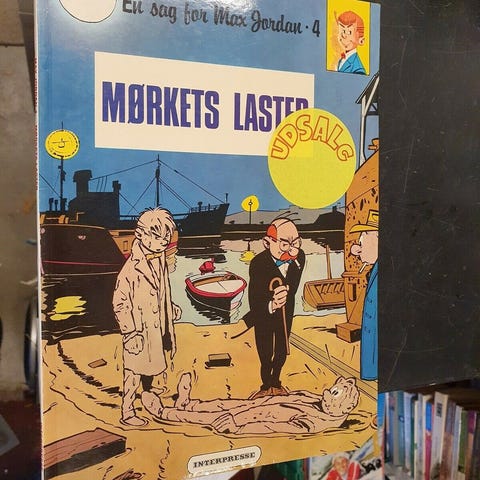 En sag for Max Jordan · 4
MØRKETS LASTER
UDSALG
INTERPRESSE